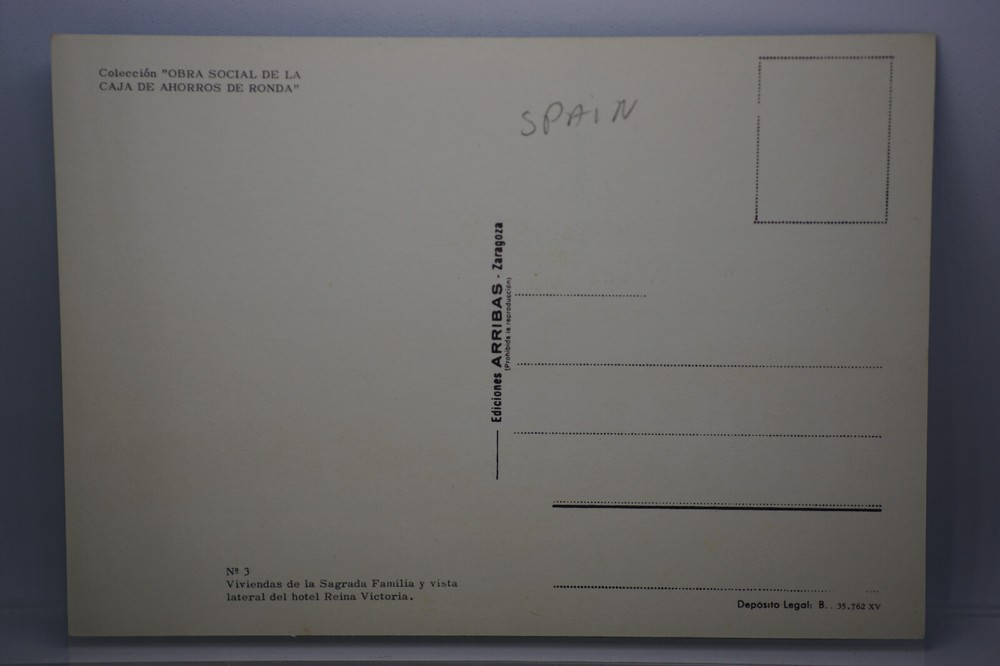 Colección "OBRA SOCIAL DE LA
CAJA DE AHORROS DE RONDA"
SPAIN
Ediciones ARRIBAS - Zaragoza
(Prohibida la reproducción)
Nº 3
Viviendas de la Sagrada Familia y vista
lateral del hotel Reina Victoria.
Depósito Legal: B. . 35.762 XV